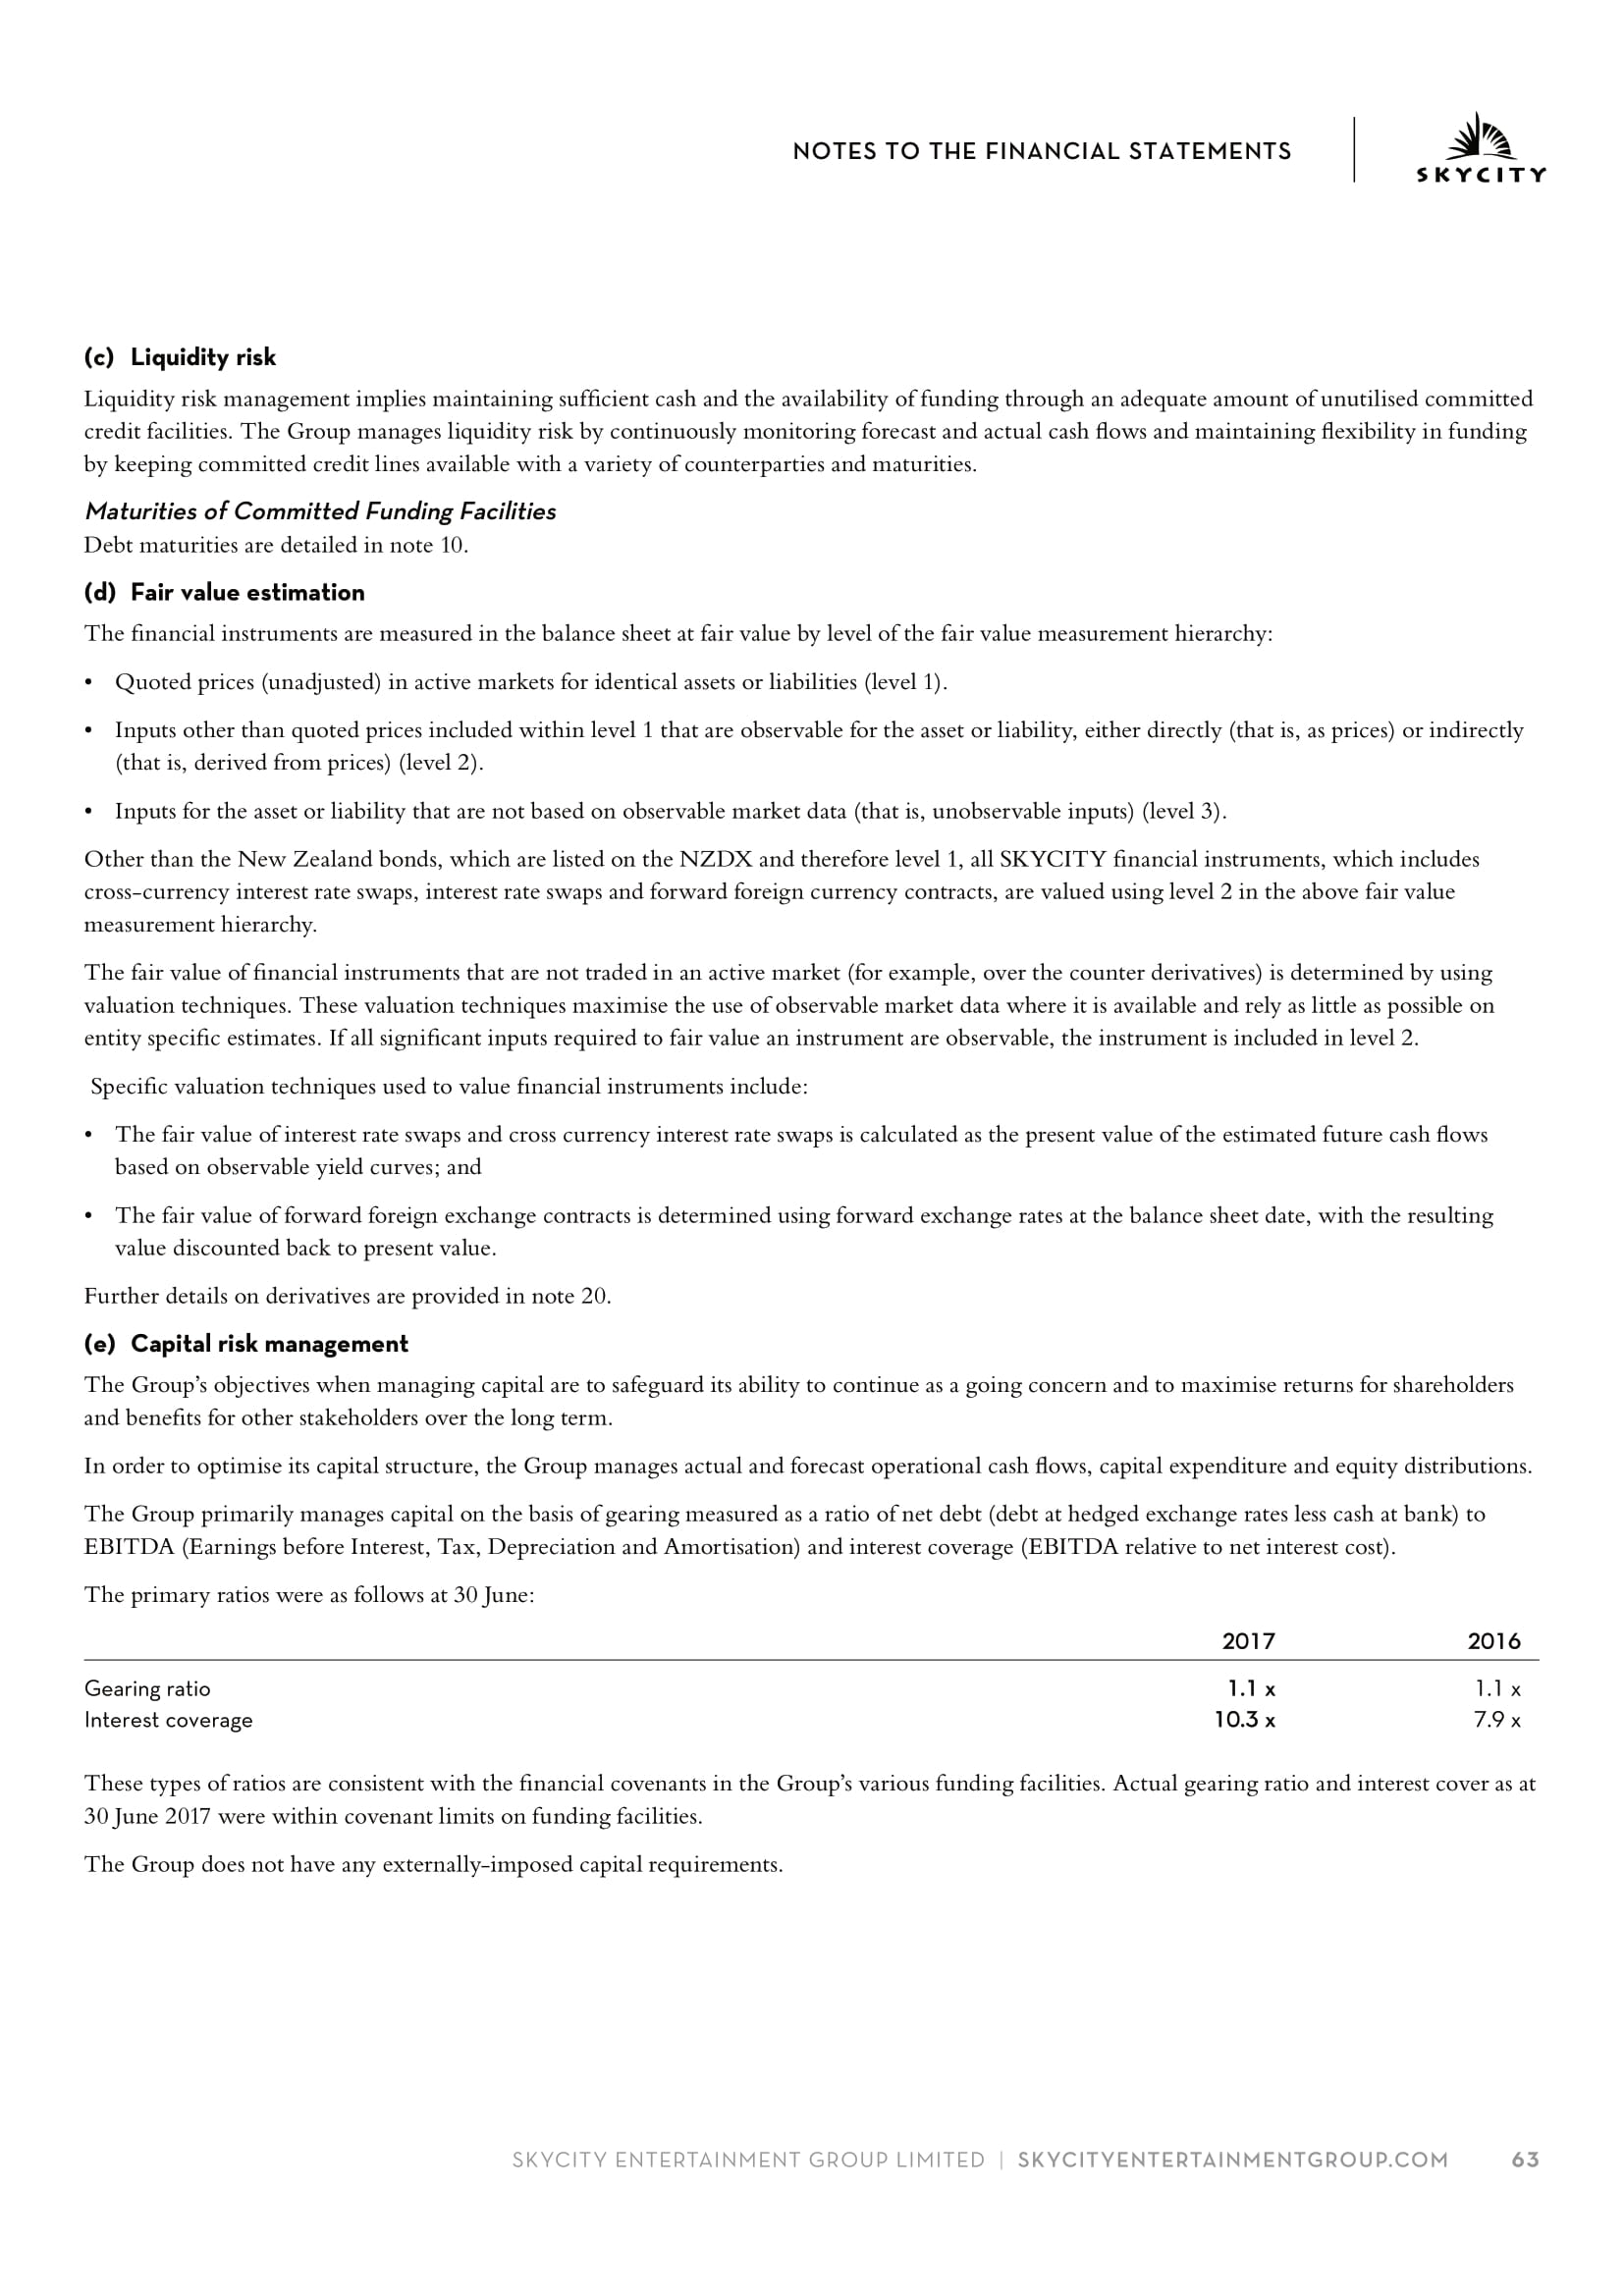 NOTES TO THE FINANCIAL STATEMENTS
SKYCITY
(c) Liquidity risk
Liquidity risk management implies maintaining sufficient cash and the availability of funding through an adequate amount of unutilised committed
credit facilities. The Group manages liquidity risk by continuously monitoring forecast and actual cash flows and maintaining flexibility in funding
by keeping committed credit lines available with a variety of counterparties and maturities.
Maturities of Committed Funding Facilities
Debt maturities are detailed in note 10.
(d) Fair value estimation
The financial instruments are measured in the balance sheet at fair value by level of the fair value measurement hierarchy:
• Quoted prices (unadjusted) in active markets for identical assets or liabilities (level 1).
• Inputs other than quoted prices included within level 1 that are observable for the asset or liability, either directly (that is, as prices) or indirectly
(that is, derived from prices) (level 2).
• Inputs for the asset or liability that are not based on observable market data (that is, unobservable inputs) (level 3).
Other than the New Zealand bonds, which are listed on the NZDX and therefore level 1, all SKYCITY financial instruments, which includes
cross-currency interest rate swaps, interest rate swaps and forward foreign currency contracts, are valued using level 2 in the above fair value
measurement hierarchy.
The fair value of financial instruments that are not traded in an active market (for example, over the counter derivatives) is determined by using
valuation techniques. These valuation techniques maximise the use of observable market data where it is available and rely as little as possible on
entity specific estimates. If all significant inputs required to fair value an instrument are observable, the instrument is included in level 2.
Specific valuation techniques used to value financial instruments include:
• The fair value of interest rate swaps and cross currency interest rate swaps is calculated as the present value of the estimated future cash flows
based on observable yield curves; and
• The fair value of forward foreign exchange contracts is determined using forward exchange rates at the balance sheet date, with the resulting
value discounted back to present value.
Further details on derivatives are provided in note 20.
(e) Capital risk management
The Group's objectives when managing capital are to safeguard its ability to continue as a going concern and to maximise returns for shareholders
and benefits for other stakeholders over the long term.
In order to optimise its capital structure, the Group manages actual and forecast operational cash flows, capital expenditure and equity distributions.
The Group primarily manages capital on the basis of gearing measured as a ratio of net debt (debt at hedged exchange rates less cash at bank) to
EBITDA (Earnings before Interest, Tax, Depreciation and Amortisation) and interest coverage (EBITDA relative to net interest cost).
The primary ratios were as follows at 30 June:
2017 2016
Gearing ratio 1.1 x 1.1 x
Interest coverage 10.3 x 7.9 x
These types of ratios are consistent with the financial covenants in the Group's various funding facilities. Actual gearing ratio and interest cover as at
30 June 2017 were within covenant limits on funding facilities.
The Group does not have any externally-imposed capital requirements.
SKYCITY ENTERTAINMENT GROUP LIMITED | SKYCITYENTERTAINMENTGROUP.COM 63